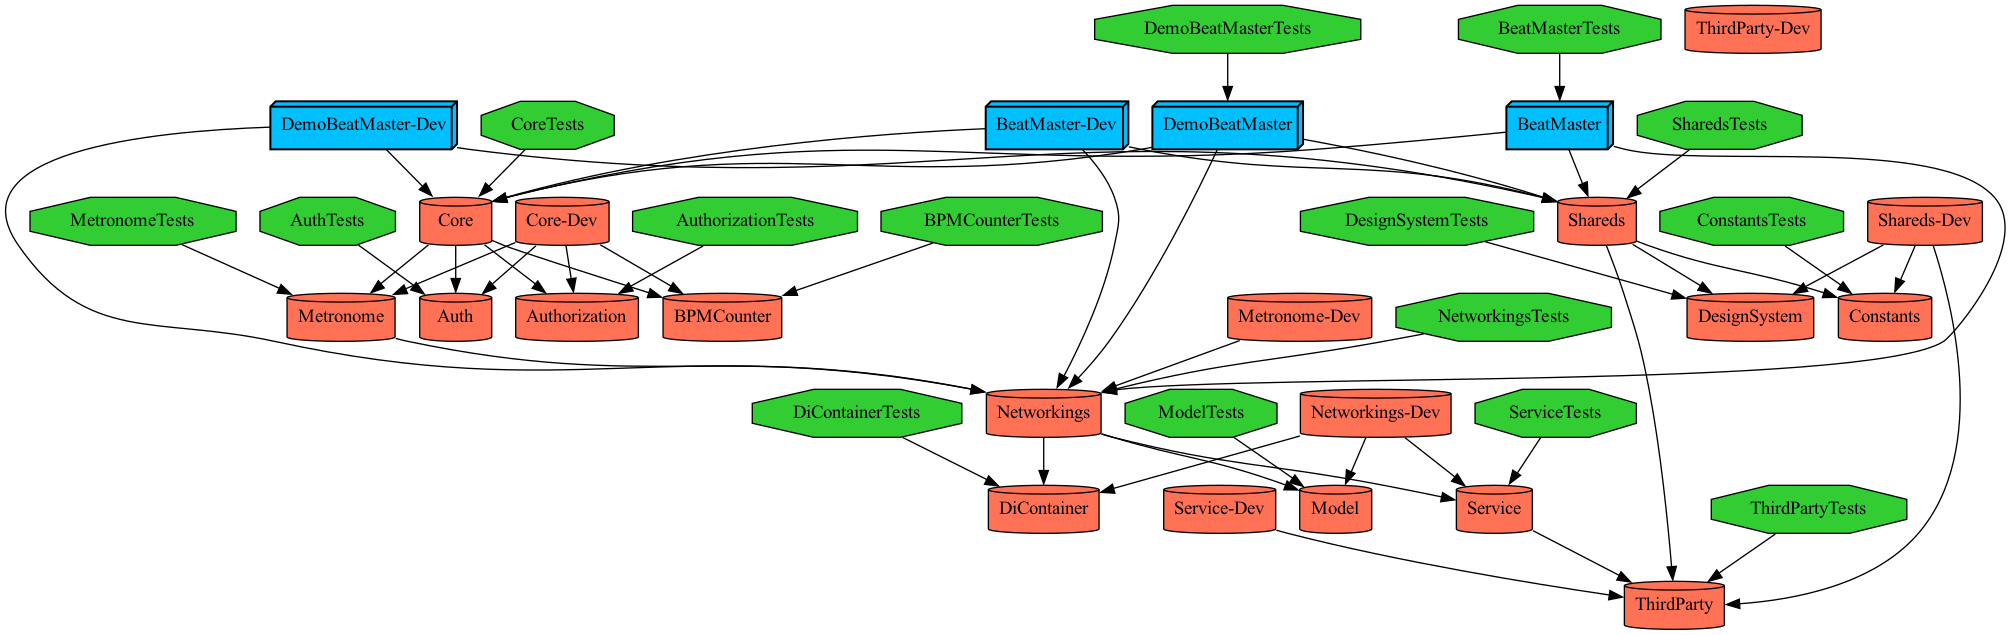 DemoBeatMasterTests
BeatMasterTests
ThirdParty-Dev
DemoBeatMaster-Dev
CoreTests
BeatMaster-Dev
DemoBeatMaster
BeatMaster
SharedsTests
MetronomeTests
AuthTests
Core
Core-Dev
AuthorizationTests
BPMCounterTests
DesignSystemTests
Shareds
ConstantsTests
Shareds-Dev
Metronome
Auth
Authorization
BPMCounter
Metronome-Dev
NetworkingsTests
DesignSystem
Constants
DiContainerTests
Networkings
ModelTests
Networkings-Dev
ServiceTests
DiContainer
Service-Dev
Model
Service
ThirdPartyTests
ThirdParty